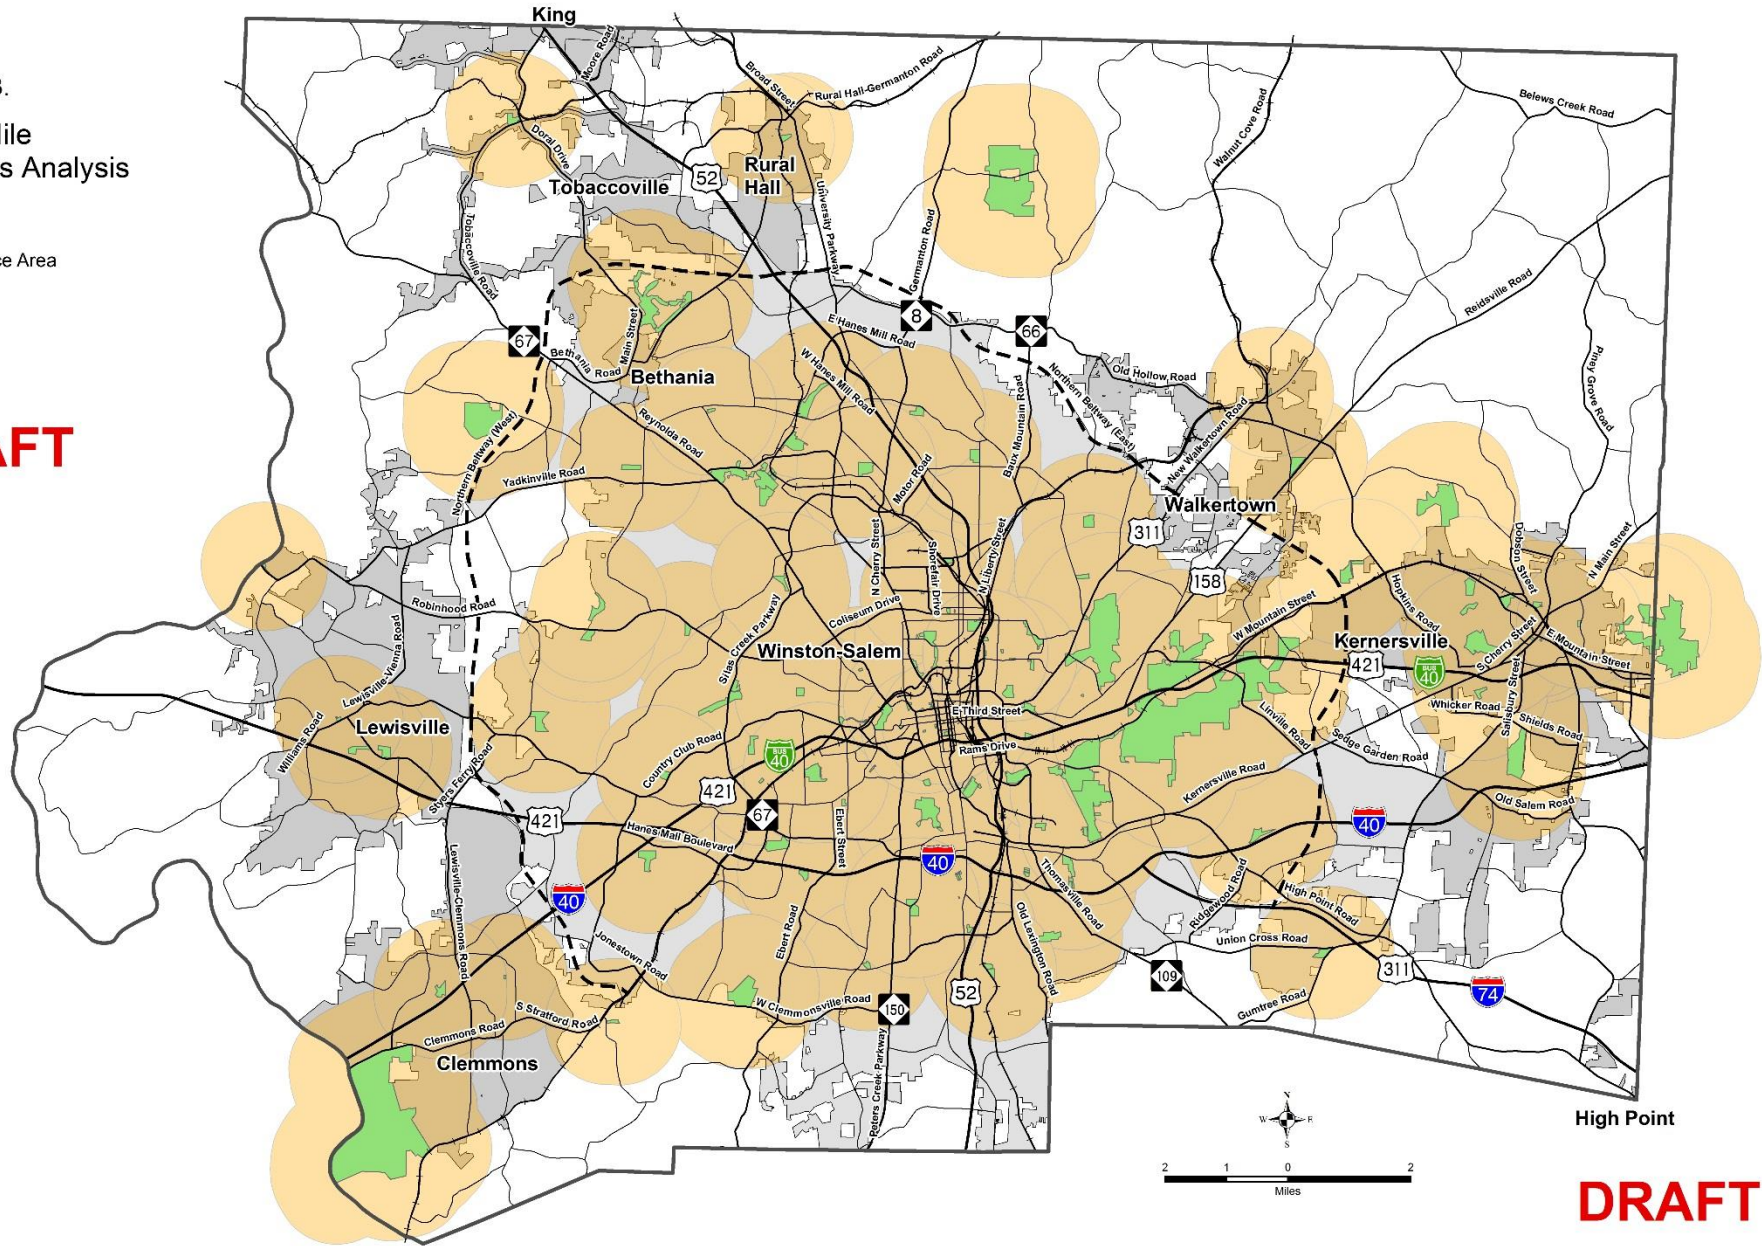 King
Moore Road
Broad Street
Rural Hall-Germanton Road
Belews Creek Road
Walnut Cove Road
Doral Drive
Tobaccoville
52
Rural
Hall
s Analysis
University Parkway
Germanton Road
Tobaccoville Road
ce Area
Reidsville Road
8
66
E Hanes Mill Road
67
Main Street
Bethania Road
Bethania
W Hanes Mill Road
Old Hollow Road
Northern Beltway (East)
Piney Grove Road
Baux Mountain Road
New Walkertown Road
Reynolda Road
Northern Beltway (West)
AFT
Yadkinville Road
Motor Road
Walkertown
311
N Cherry Street
Shorefair Drive
N Liberty Street
Dobson Street
N Main Street
158
Robinhood Road
Coliseum Drive
Silas Creek Parkway
W Mountain Street
Hopkins Road
Kernersville
S Cherry Street
E Mountain Street
Winston-Salem
421
BUS
40
Lewisville-Vienna Road
Lewisville
Williams Road
E Third Street
Linville Road
Whicker Road
Salisbury Street
Shields Road
Country Club Road
BUS
40
Rams Drive
Sedge Garden Road
Styers Ferry Road
421
67
Kernersville Road
Old Salem Road
421
Hanes Mall Boulevard
Ebert Street
40
40
Lewisville-Clemmons Road
40
Thomasville Road
Ridgewood Road
High Point Road
Jonestown Road
Ebert Road
Old Lexington Road
Union Cross Road
311
109
52
74
W Clemmonsville Road
150
S Stratford Road
Clemmons Road
Gumtree Road
Clemmons
Peters Creek Parkway
N
W E
S
High Point
2 1 0 2
Miles
DRAFT